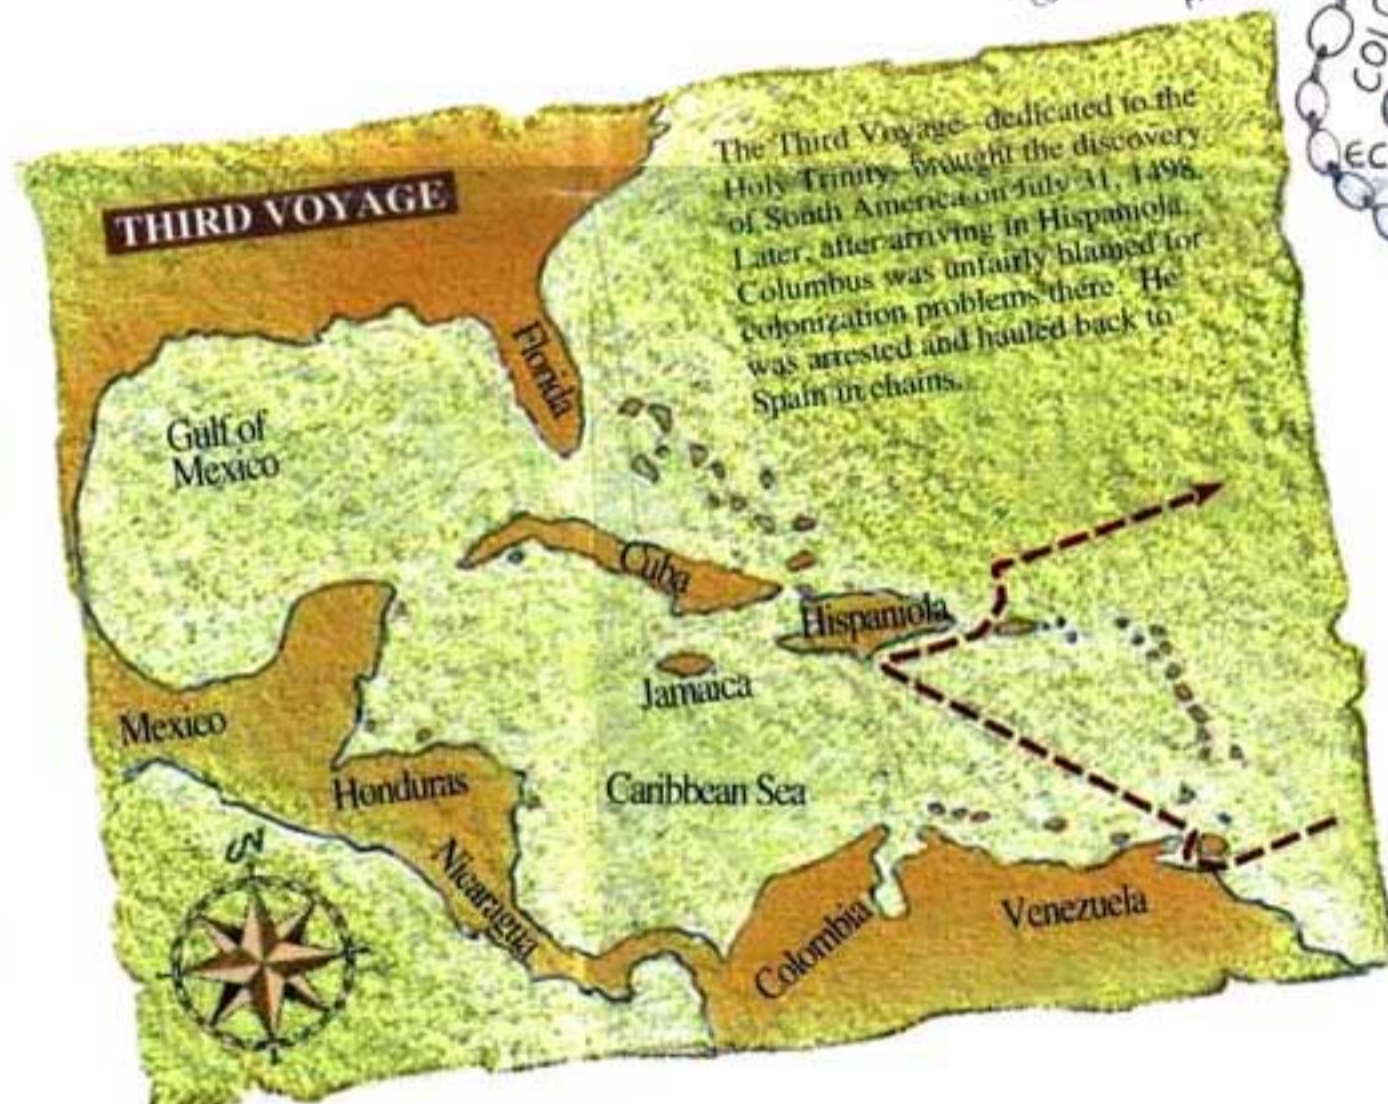 THIRD VOYAGE
The Third Voyage--dedicated to the
Holy Trinity--brought the discovery
of South America on July 31, 1498.
Later, after arriving in Hispaniola,
Columbus was unfairly blamed for
colonization problems there. He
was arrested and hauled back to
Spain in chains.
Florida
Gulf of
Mexico
Cuba
Hispaniola
Jamaica
Mexico
Honduras
Caribbean Sea
Nicaragua
Colombia
Venezuela
N